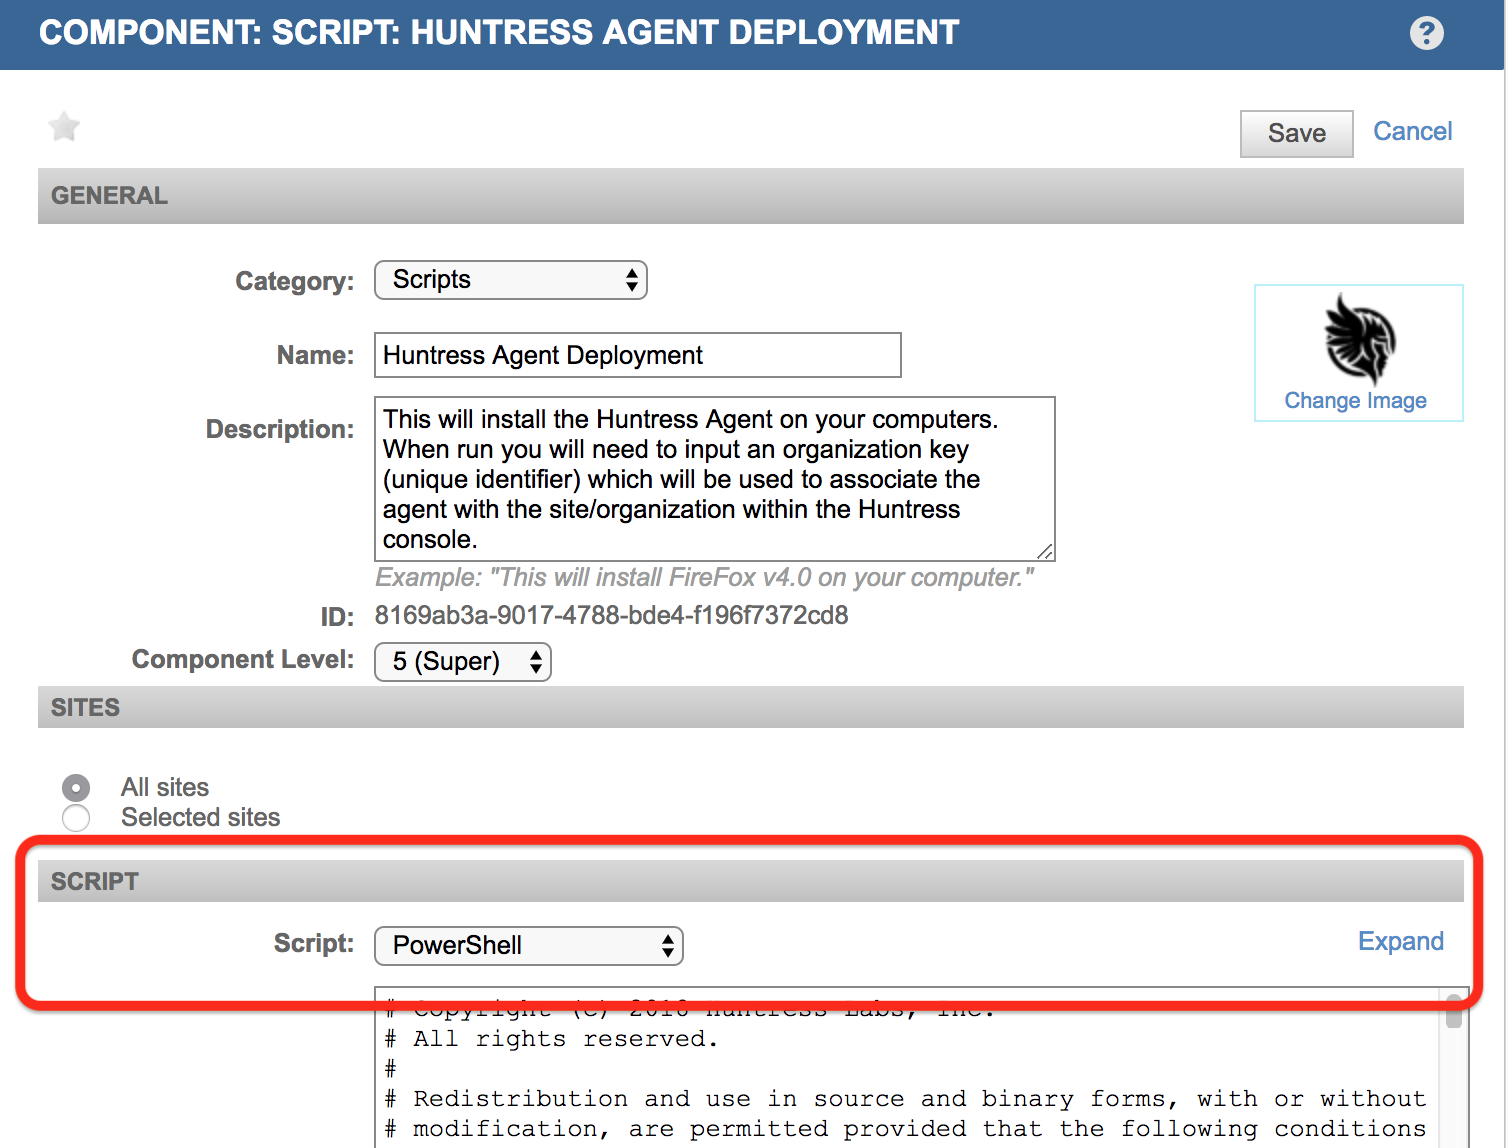 COMPONENT: SCRIPT: HUNTRESS AGENT DEPLOYMENT
?
Save
Cancel
GENERAL
Category:
Scripts
Name:
Huntress Agent Deployment
Change Image
Description:
This will install the Huntress Agent on your computers.
When run you will need to input an organization key
(unique identifier) which will be used to associate the
agent with the site/organization within the Huntress
console.
Example: "This will install FireFox v4.0 on your computer."
ID:
8169ab3a-9017-4788-bde4-f196f7372cd8
Component Level:
5 (Super)
SITES
All sites
Selected sites
SCRIPT
Script:
PowerShell
Expand
# Copyright (c) 2016 Huntress Labs, Inc.
# All rights reserved.
#
# Redistribution and use in source and binary forms, with or without
# modification, are permitted provided that the following conditions